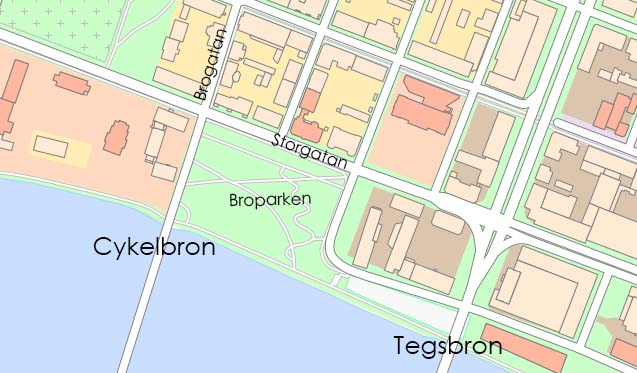 Brogatan
Storgatan
Broparken
Cykelbron
Tegsbron